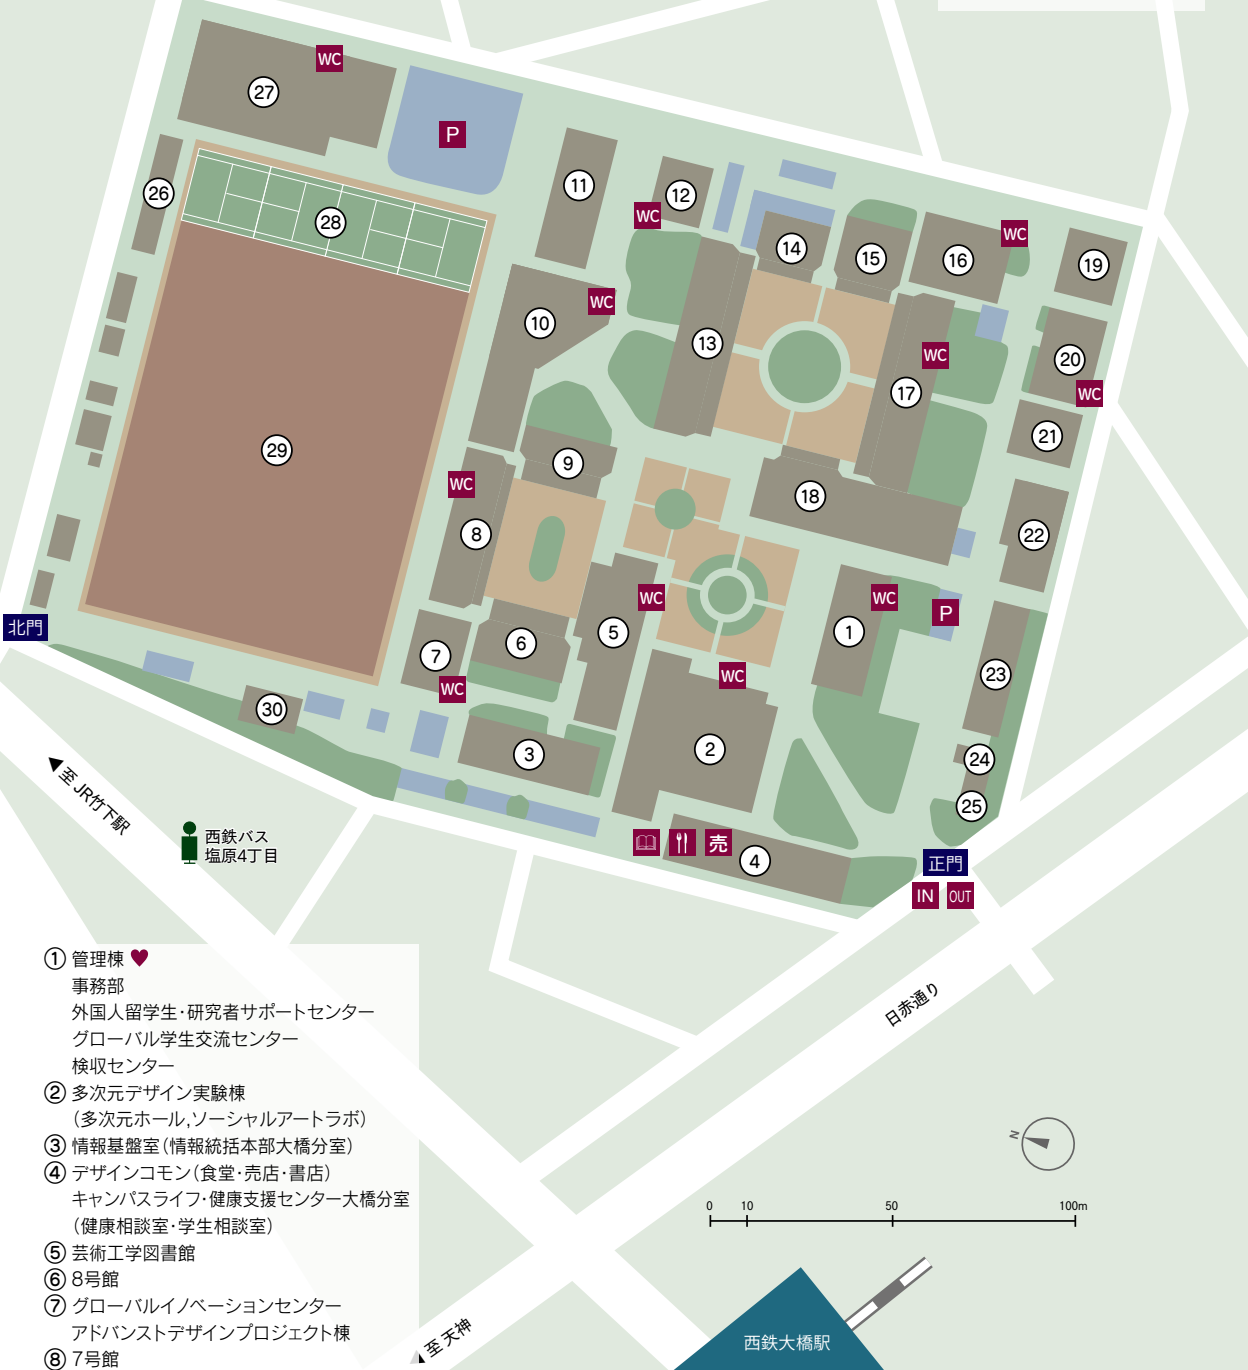 WC
27
P
26
28
11
12
WC
14
15
16
WC
19
WC
10
13
WC
17
20
WC
21
29
9
WC
8
18
22
WC
5
1
WC
P
北門
6
7
WC
WC
23
30
3
2
24
25
4
売
正門
IN
OUT
至 JR竹下駅
西鉄バス
塩原4丁目
日赤通り
① 管理棟 ♥
事務部
外国人留学生・研究者サポートセンター
グローバル学生交流センター
検収センター
② 多次元デザイン実験棟
（多次元ホール,ソーシャルアートラボ）
③ 情報基盤室（情報統括本部大橋分室）
④ デザインコモン（食堂・売店・書店）
キャンパスライフ・健康支援センター大橋分室
（健康相談室・学生相談室）
⑤ 芸術工学図書館
⑥ 8号館
⑦ グローバルイノベーションセンター
アドバンストデザインプロジェクト棟
⑧ 7号館
N
0 10 50 100m
至 天神
西鉄大橋駅